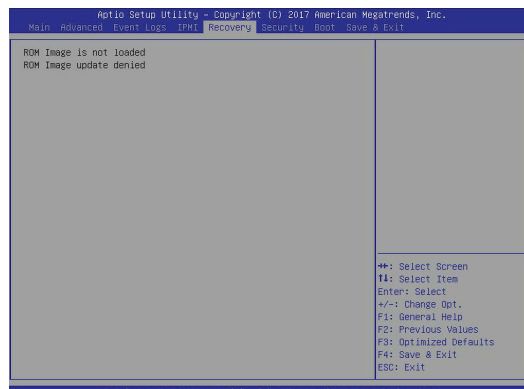 Aptio Setup Utility – Copyright (C) 2017 American Megatrends, Inc.
Main Advanced Event Logs IPMI Recovery Security Boot Save & Exit
ROM Image is not loaded
ROM Image update denied
→←: Select Screen
↑↓: Select Item
Enter: Select
+/-: Change Opt.
F1: General Help
F2: Previous Values
F3: Optimized Defaults
F4: Save & Exit
ESC: Exit